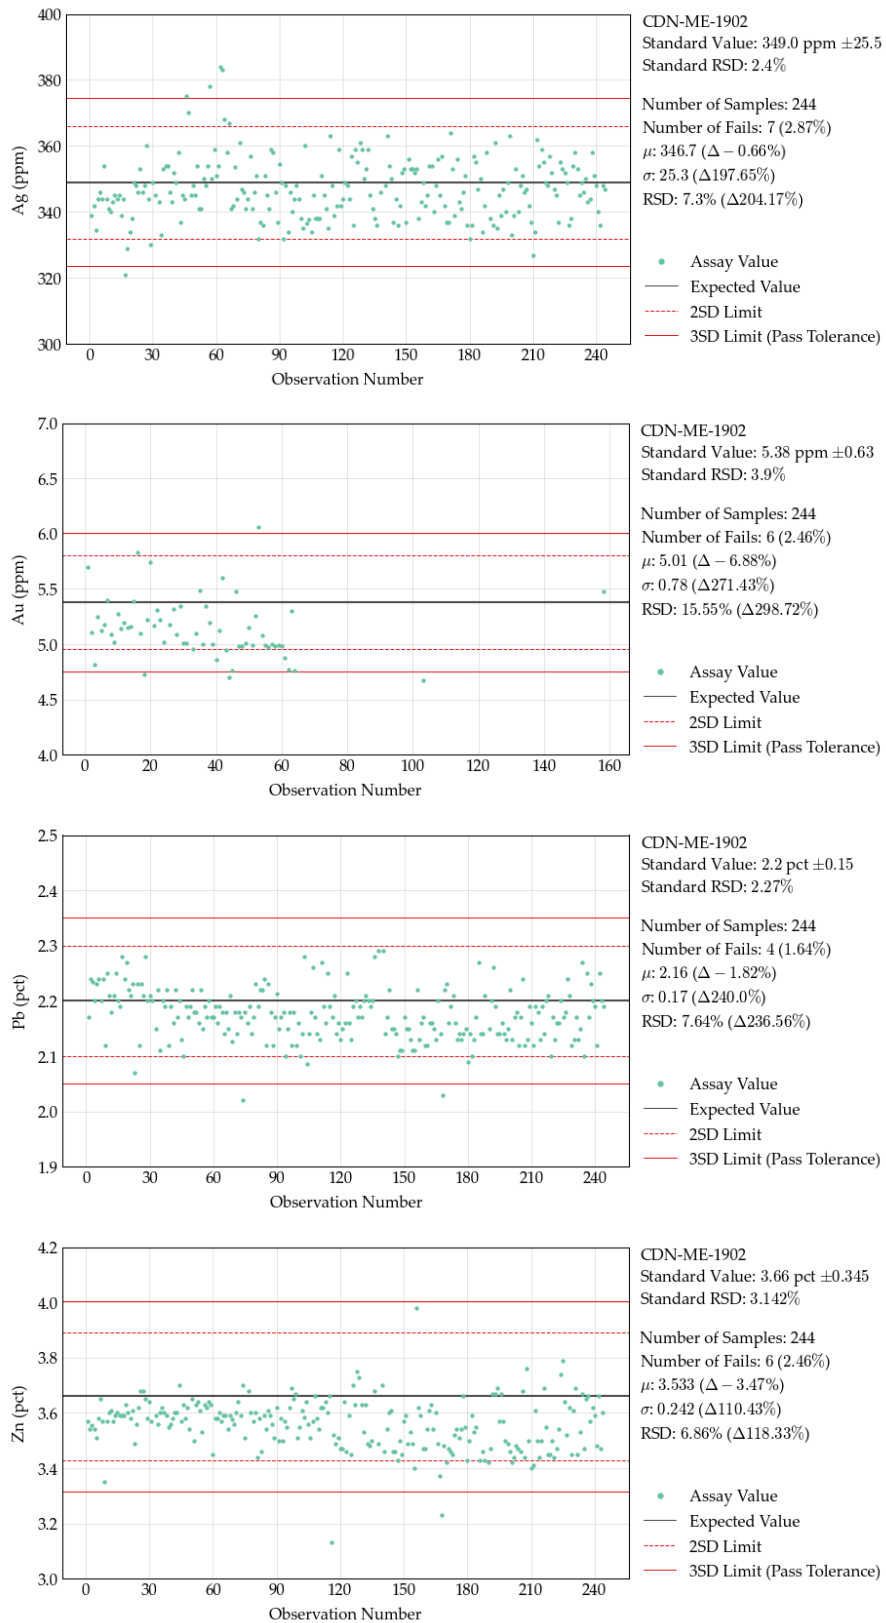 400
380
360
340
320
300
Ag (ppm)
0 30 60 90 120 150 180 210 240
Observation Number
CDN-ME-1902
Standard Value: 349.0 ppm ±25.5
Standard RSD: 2.4%
Number of Samples: 244
Number of Fails: 7 (2.87%)
μ: 346.7 (Δ − 0.66%)
σ: 25.3 (Δ197.65%)
RSD: 7.3% (Δ204.17%)
Assay Value
Expected Value
2SD Limit
3SD Limit (Pass Tolerance)
7.0
6.5
6.0
5.5
5.0
4.5
4.0
Au (ppm)
0 20 40 60 80 100 120 140 160
Observation Number
CDN-ME-1902
Standard Value: 5.38 ppm ±0.63
Standard RSD: 3.9%
Number of Samples: 244
Number of Fails: 6 (2.46%)
μ: 5.01 (Δ − 6.88%)
σ: 0.78 (Δ271.43%)
RSD: 15.55% (Δ298.72%)
Assay Value
Expected Value
2SD Limit
3SD Limit (Pass Tolerance)
2.5
2.4
2.3
2.2
2.1
2.0
1.9
Pb (pct)
0 30 60 90 120 150 180 210 240
Observation Number
CDN-ME-1902
Standard Value: 2.2 pct ±0.15
Standard RSD: 2.27%
Number of Samples: 244
Number of Fails: 4 (1.64%)
μ: 2.16 (Δ − 1.82%)
σ: 0.17 (Δ240.0%)
RSD: 7.64% (Δ236.56%)
Assay Value
Expected Value
2SD Limit
3SD Limit (Pass Tolerance)
4.2
4.0
3.8
3.6
3.4
3.2
3.0
Zn (pct)
0 30 60 90 120 150 180 210 240
Observation Number
CDN-ME-1902
Standard Value: 3.66 pct ±0.345
Standard RSD: 3.142%
Number of Samples: 244
Number of Fails: 6 (2.46%)
μ: 3.533 (Δ − 3.47%)
σ: 0.242 (Δ110.43%)
RSD: 6.86% (Δ118.33%)
Assay Value
Expected Value
2SD Limit
3SD Limit (Pass Tolerance)